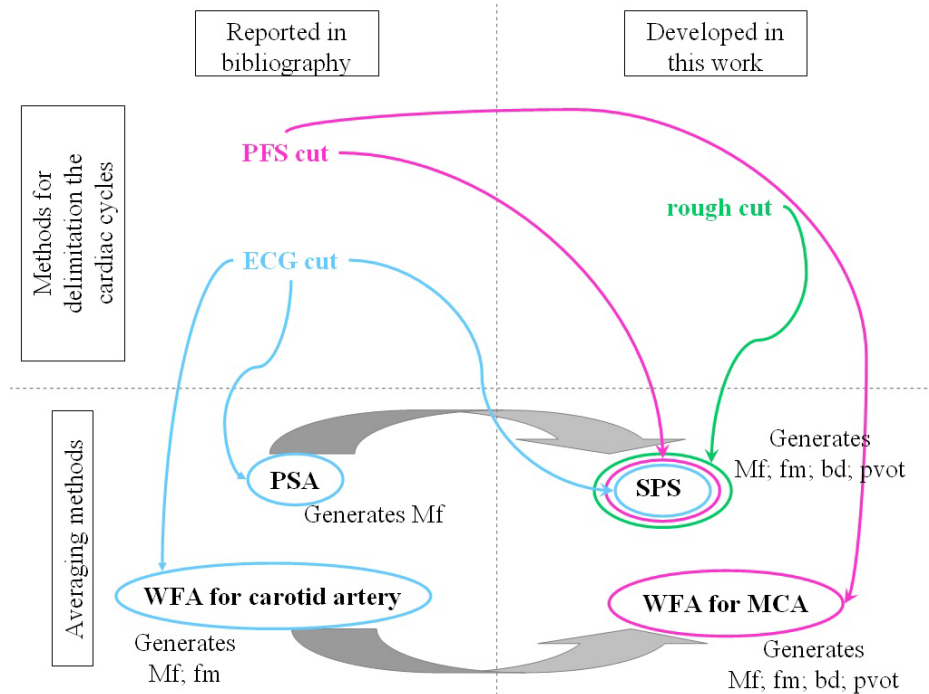 Reported in
bibliography
Developed in
this work
Methods for
delimitation the
cardiac cycles
PFS cut
rough cut
ECG cut
Averaging methods
PSA
Generates Mf
SPS
Generates
Mf; fm; bd; pvot
WFA for carotid artery
Generates
Mf; fm
WFA for MCA
Generates
Mf; fm; bd; pvot